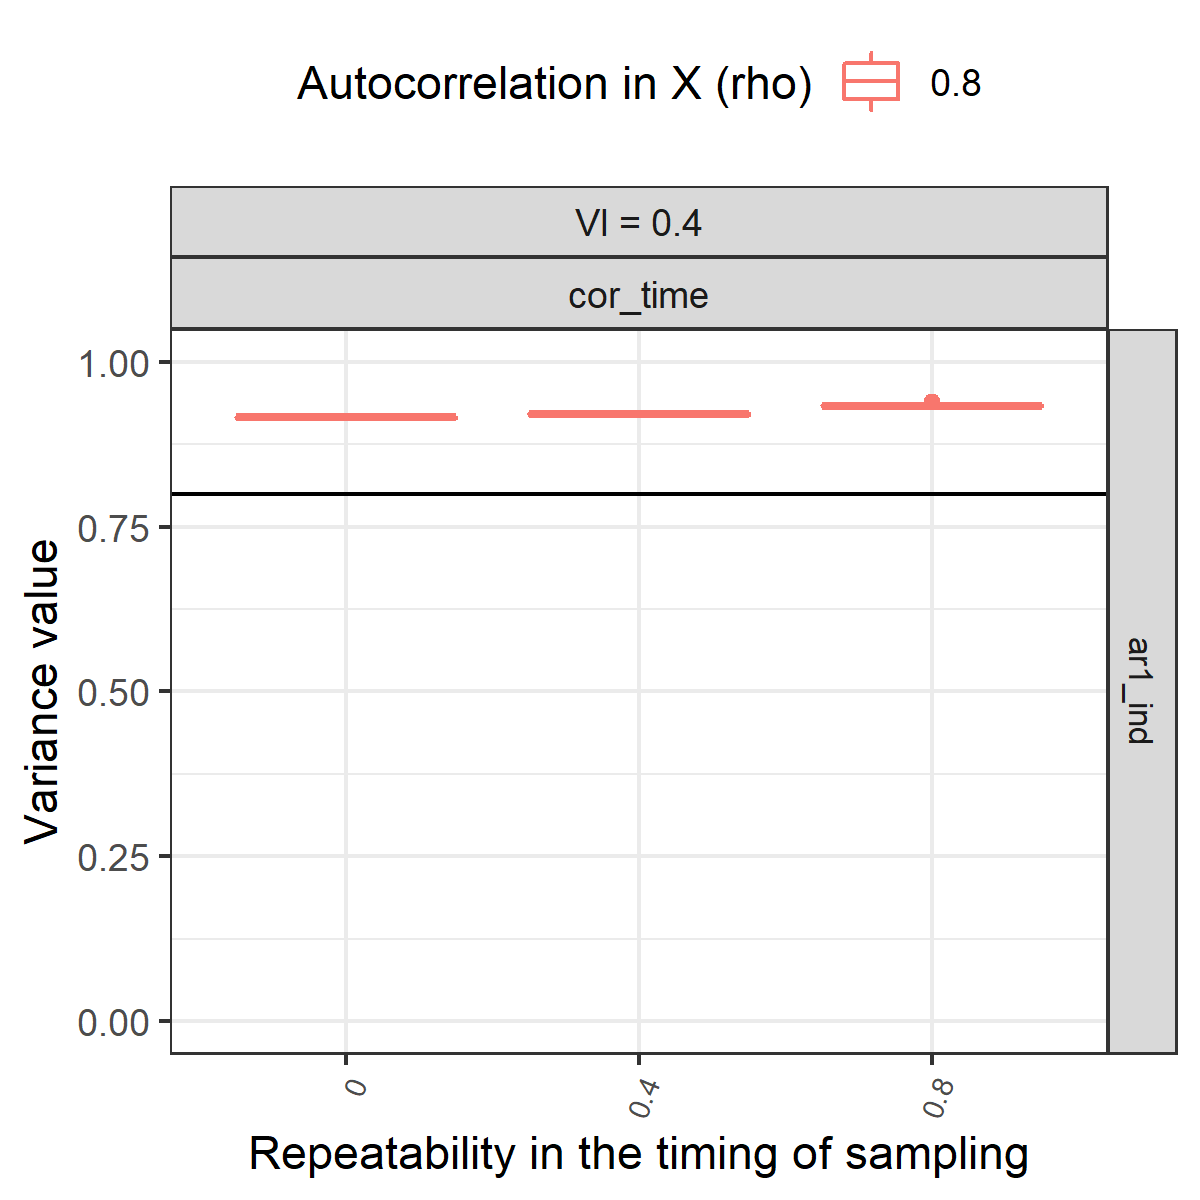 Autocorrelation in X (rho) 0.8
VI = 0.4
cor_time
1.00
0.75
0.50
0.25
0.00
Variance value
ar1_ind
0 0.4 0.8
Repeatability in the timing of sampling